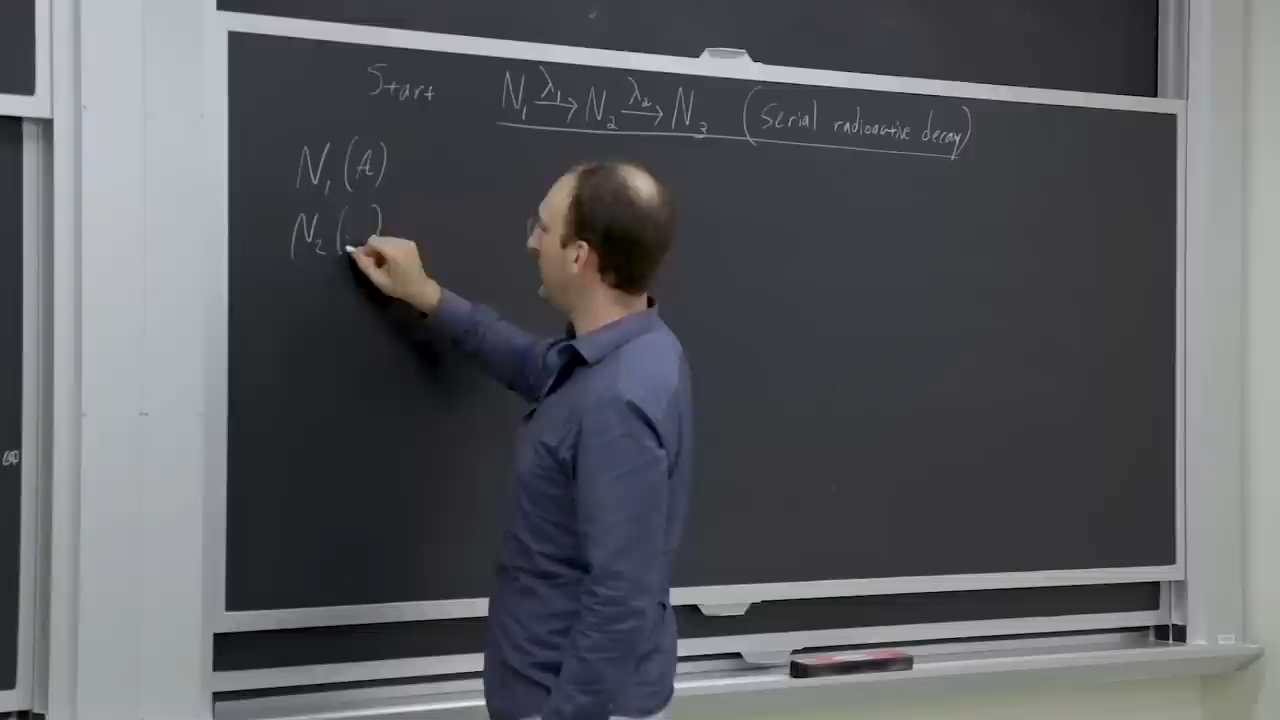 Start N₁ λ₁→ N₂ λ₂→ N₃ (Serial radioactive decay)
N₁(A)
N₂( )